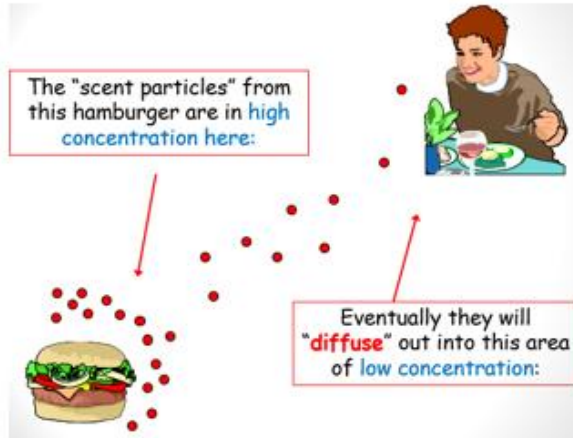 The “scent particles” from
this hamburger are in high
concentration here:
Eventually they will
“diffuse” out into this area
of low concentration: